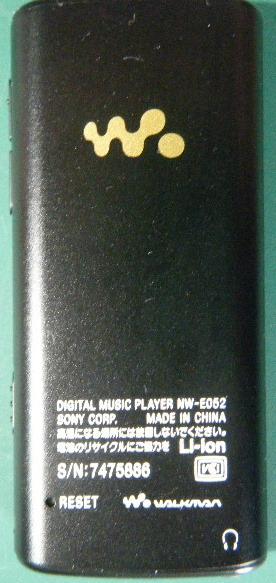 DIGITAL MUSIC PLAYER NW-E052
SONY CORP. MADE IN CHINA
高温になる場所には放置しないでください。
電池のリサイクルにご協力を Li-ion
S/N:7475686
RESET WALKMAN